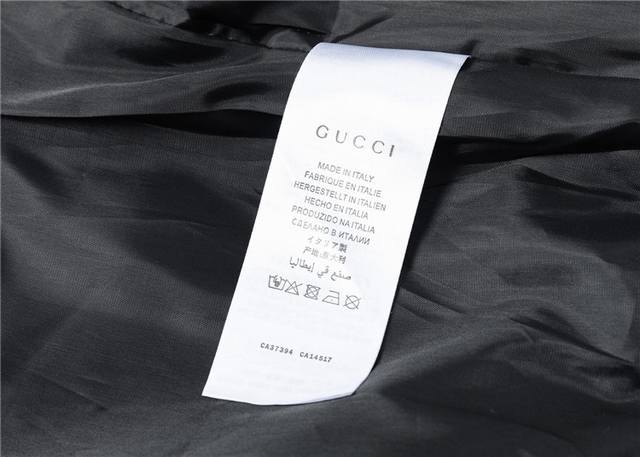 GUCCI
MADE IN ITALY
FABRIQUE EN ITALIE
HERGESTELLT IN ITALIEN
HECHO EN ITALIA
PRODUZIDO NA ITALIA
СДЕЛАНО В ИТАЛИИ
イタリア製
产地:意大利
صنع في إيطاليا
CA37394 CA14517